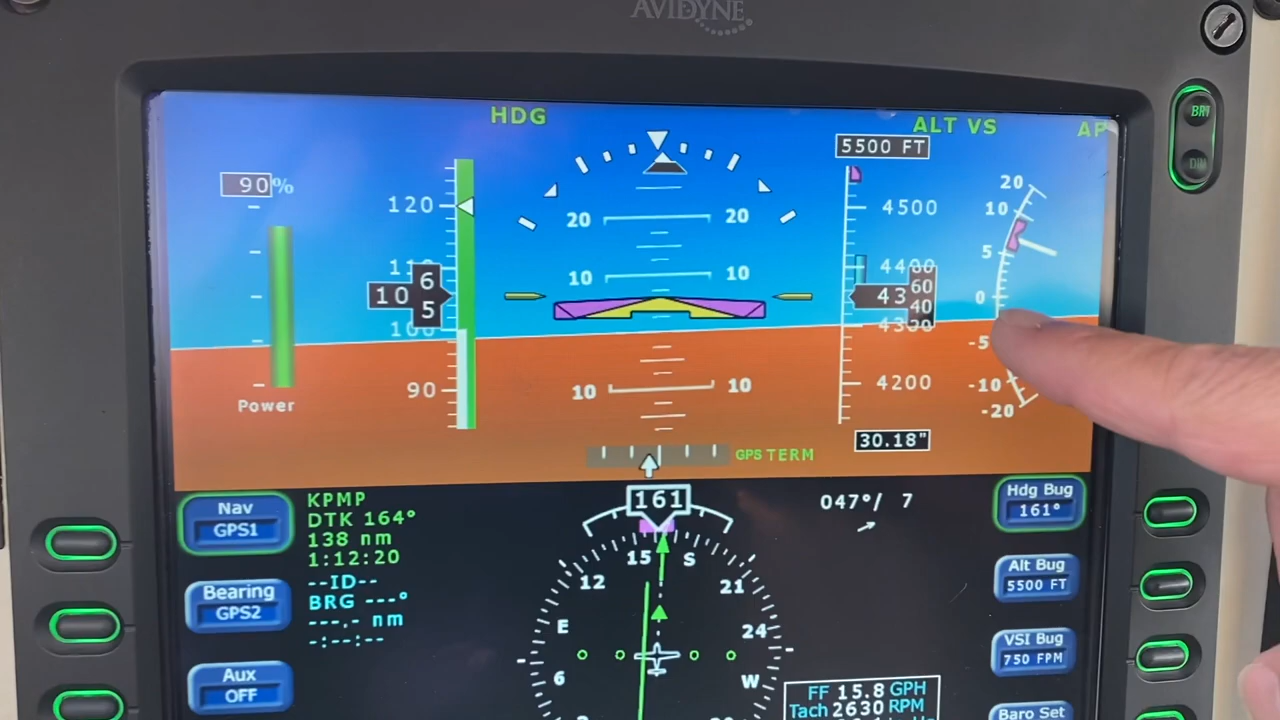 AVIDYNE
BRT
DIM
HDG
ALT VS
AP
5500 FT
90%
20
120
20
20
4500
10
110
10
10
4400
5
10
6
5
43
60
40
0
100
4300
-5
90
10
10
4200
-10
-20
Power
30.18"
GPS TERM
Nav
GPS1
KPMP
DTK 164°
138 nm
1:12:20
161
047°/ 7
Hdg Bug
161°
15
S
12
21
Bearing
GPS2
--ID--
BRG ---°
---.- nm
-:--:--
Alt Bug
5500 FT
E
24
6
W
VSI Bug
750 FPM
Aux
OFF
FF 15.8 GPH
Tach 2630 RPM
Baro Set